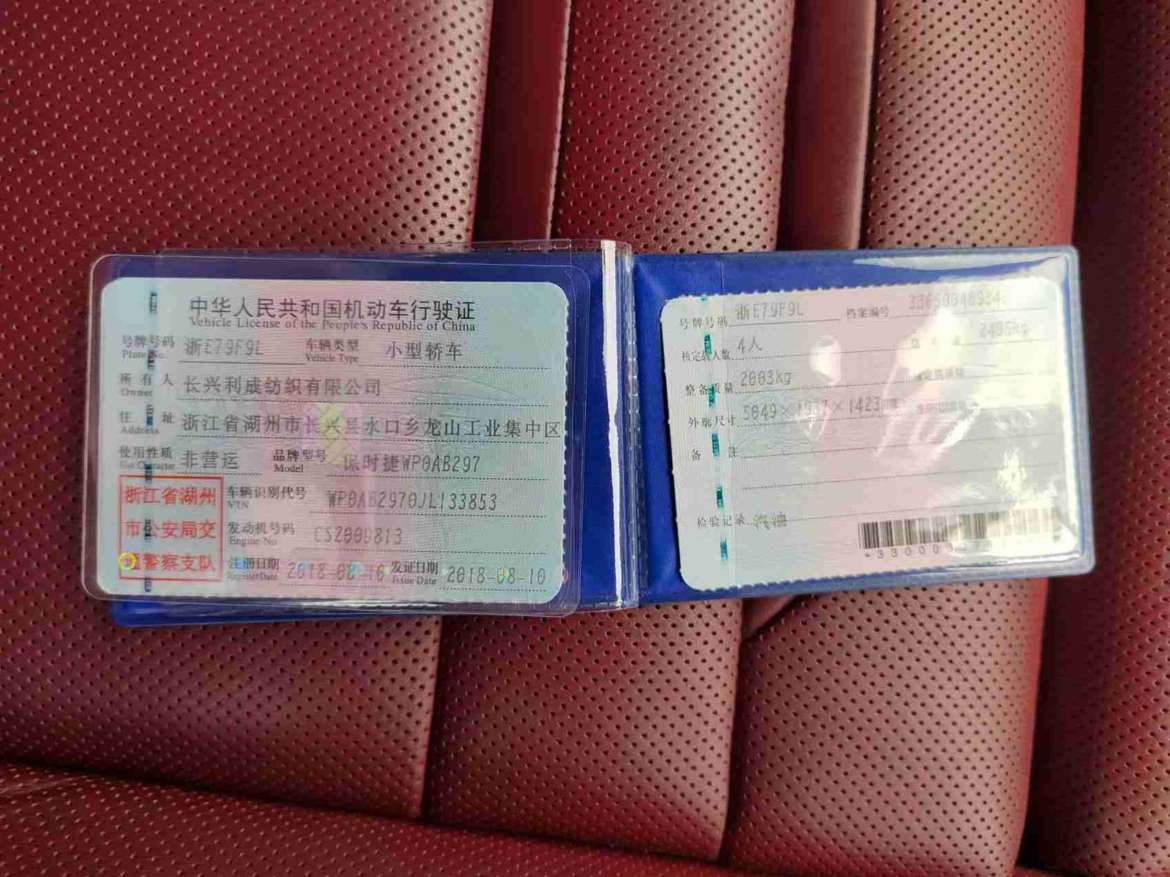 中华人民共和国机动车行驶证
Vehicle License of the People's Republic of China
号牌号码 浙E79F9L 车辆类型 小型轿车
Plate No. Vehicle Type
所有人 长兴利成纺织有限公司
Owner
住址 浙江省湖州市长兴县水口乡龙山工业集中区
Address
使用性质 非营运 品牌型号 保时捷WP0AB297
Use Character Model
浙江省湖州
市公安局交
警察支队
车辆识别代号 WP0AB2970JL133853
VIN
发动机号码
Engine No.
注册日期 2018-08-10 发证日期 2018-08-10
Register Date Issue Date
号牌号码 浙E79F9L 档案编号
核定载人数 4人
整备质量 2003kg
外廓尺寸 5049×1937×1423
备注
检验记录